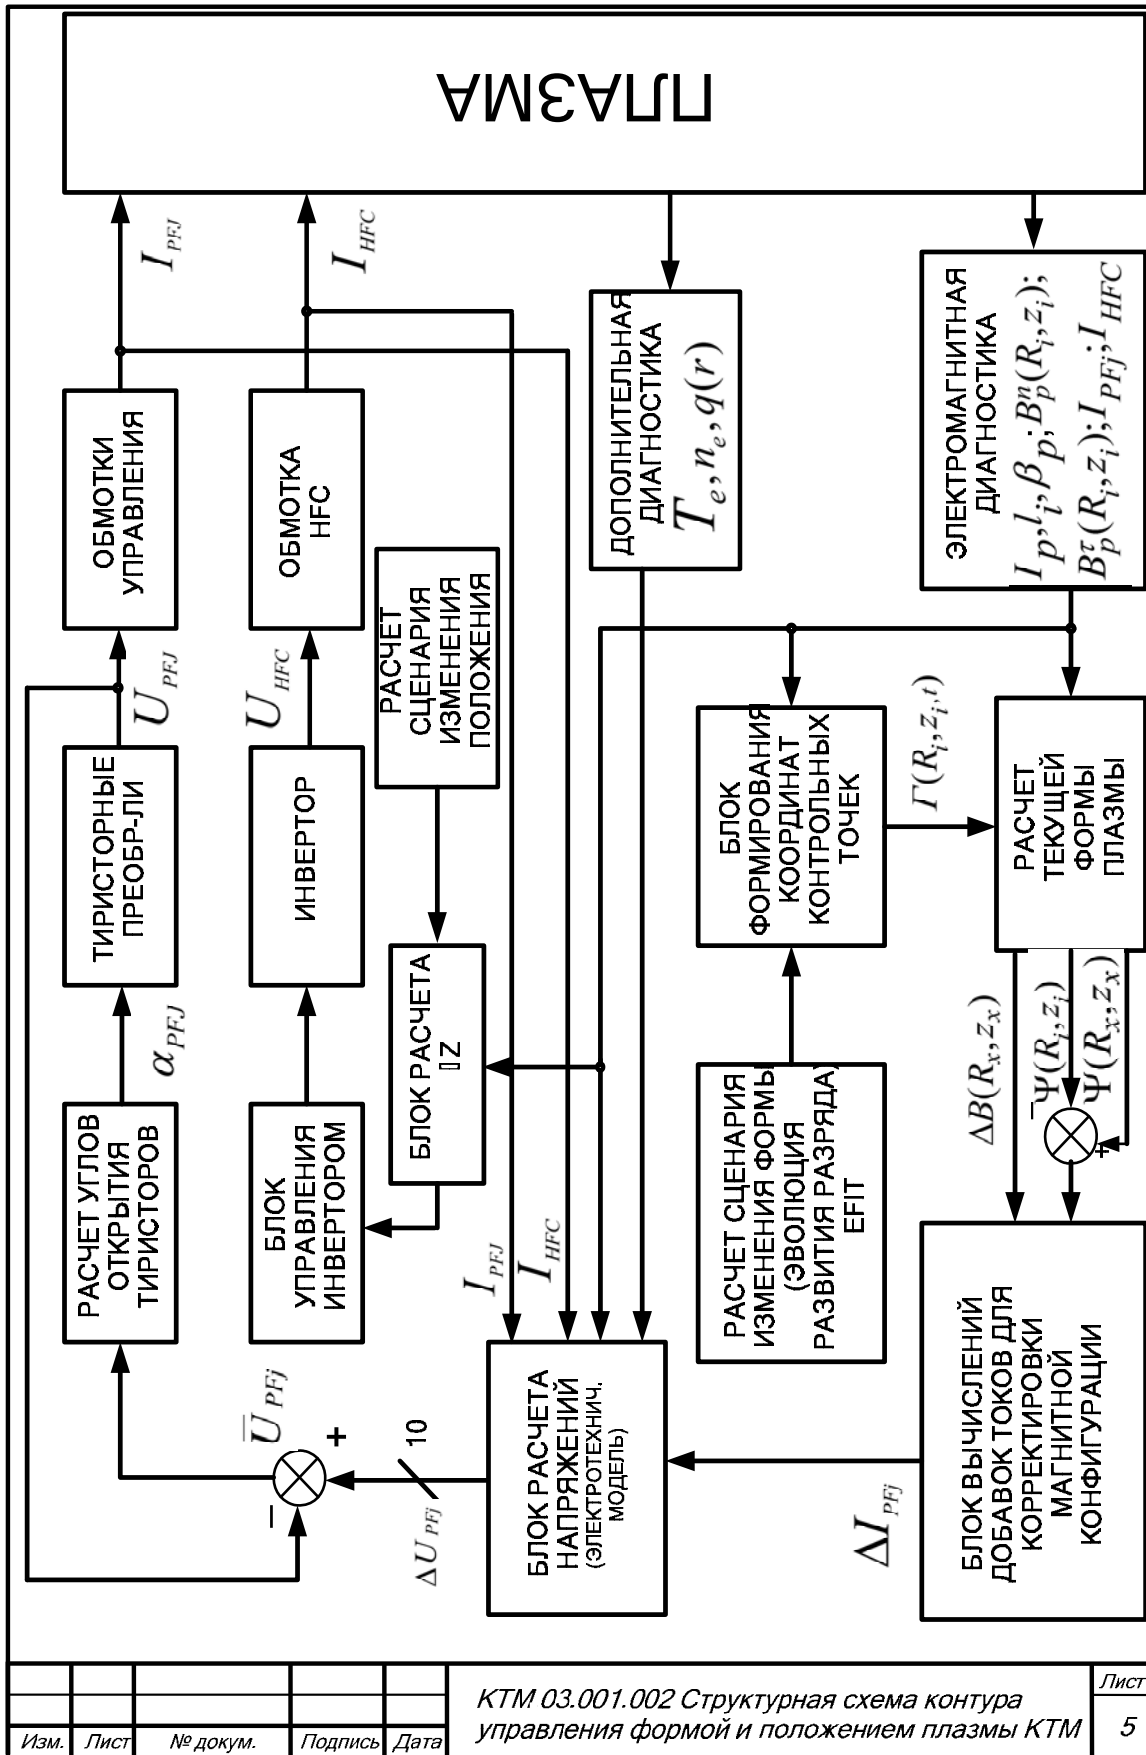 ПЛАЗМА
I_PFJ
I_HFC
ОБМОТКИ
УПРАВЛЕНИЯ
ОБМОТКА
HFC
ДОПОЛНИТЕЛЬНАЯ
ДИАГНОСТИКА
T_e, n_e, q(r)
ЭЛЕКТРОМАГНИТНАЯ
ДИАГНОСТИКА
I_p, l_i, β_p; B_p^n(R_i, z_i);
B_p^τ(R_i, z_i); I_PFj; I_HFC
U_PFJ
U_HFC
РАСЧЕТ
СЦЕНАРИЯ
ИЗМЕНЕНИЯ
ПОЛОЖЕНИЯ
ТИРИСТОРНЫЕ
ПРЕОБР-ЛИ
ИНВЕРТОР
БЛОК
ФОРМИРОВАНИЯ
КООРДИНАТ
КОНТРОЛЬНЫХ
ТОЧЕК
Γ(R_i, z_i, t)
РАСЧЕТ
ТЕКУЩЕЙ
ФОРМЫ
ПЛАЗМЫ
α_PFJ
БЛОК РАСЧЕТА
▯Z
ΔB(R_x, z_x)
Ψ(R_i, z_i)
Ψ(R_x, z_x)
−
+
РАСЧЕТ УГЛОВ
ОТКРЫТИЯ
ТИРИСТОРОВ
БЛОК
УПРАВЛЕНИЯ
ИНВЕРТОРОМ
РАСЧЕТ СЦЕНАРИЯ
ИЗМЕНЕНИЯ ФОРМЫ
(ЭВОЛЮЦИЯ
РАЗВИТИЯ РАЗРЯДА)
EFIT
I_PFJ
I_HFC
U̅_PFj
−
+
10
ΔU_PFj
БЛОК РАСЧЕТА
НАПРЯЖЕНИЙ
(ЭЛЕКТРОТЕХНИЧ.
МОДЕЛЬ)
ΔI_PFj
БЛОК ВЫЧИСЛЕНИЙ
ДОБАВОК ТОКОВ ДЛЯ
КОРРЕКТИРОВКИ
МАГНИТНОЙ
КОНФИГУРАЦИИ
Изм. Лист № докум. Подпись Дата
КТМ 03.001.002 Структурная схема контура
управления формой и положением плазмы КТМ
Лист
5